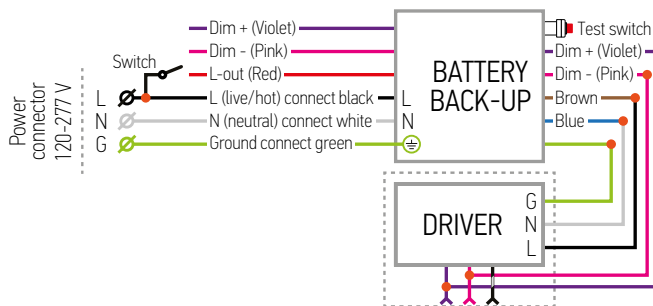 Dim + (Violet)
Dim - (Pink)
Switch
L-out (Red)
L (live/hot) connect black
N (neutral) connect white
Ground connect green
Power
connector
120-277 V
L
N
G
BATTERY
BACK-UP
L
N
Test switch
Dim + (Violet)
Dim - (Pink)
Brown
Blue
DRIVER
G
N
L